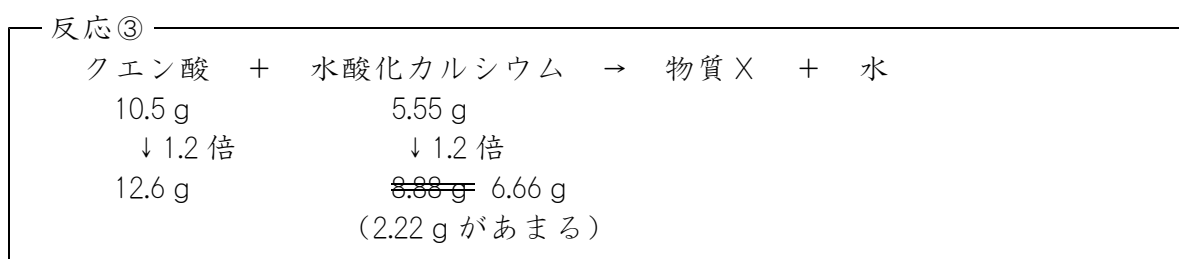 反応③
クエン酸 + 水酸化カルシウム → 物質X + 水
10.5 g 5.55 g
↓1.2倍 ↓1.2倍
12.6 g 8.88 g 6.66 g
(2.22 gがあまる)